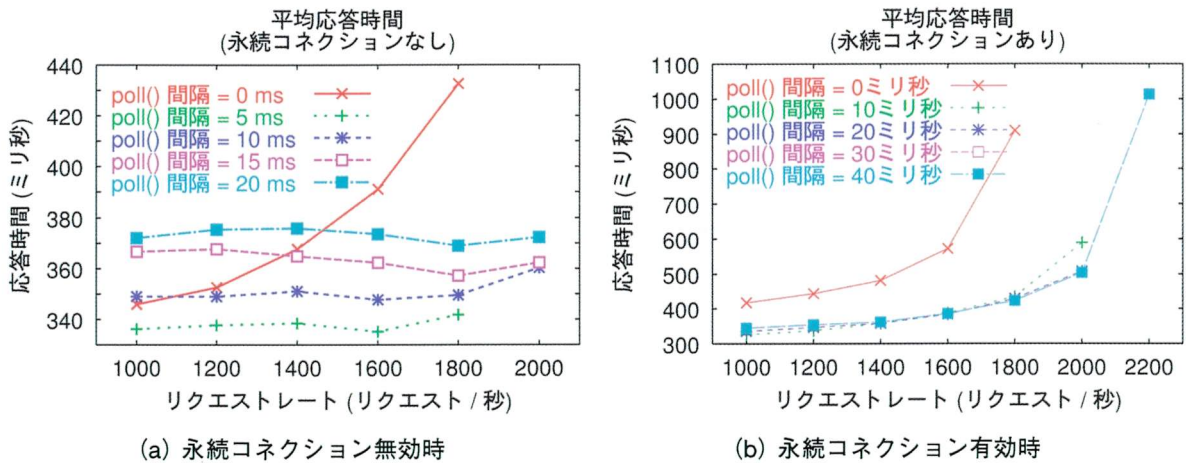 平均応答時間
(永続コネクションなし)
440
420
400
380
360
340
応答時間 (ミリ秒)
poll() 間隔 = 0 ms
poll() 間隔 = 5 ms
poll() 間隔 = 10 ms
poll() 間隔 = 15 ms
poll() 間隔 = 20 ms
1000 1200 1400 1600 1800 2000
リクエストレート (リクエスト / 秒)
(a) 永続コネクション無効時
平均応答時間
(永続コネクションあり)
1100
1000
900
800
700
600
500
400
300
応答時間 (ミリ秒)
poll() 間隔 = 0ミリ秒
poll() 間隔 = 10ミリ秒
poll() 間隔 = 20ミリ秒
poll() 間隔 = 30ミリ秒
poll() 間隔 = 40ミリ秒
1000 1200 1400 1600 1800 2000 2200
リクエストレート (リクエスト / 秒)
(b) 永続コネクション有効時